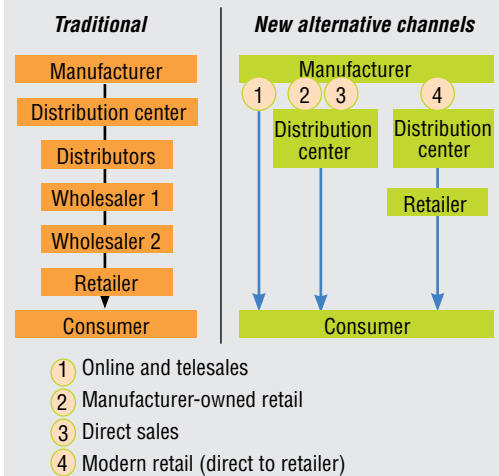 Traditional
New alternative channels
Manufacturer
Distribution center
Distributors
Wholesaler 1
Wholesaler 2
Retailer
Consumer
Manufacturer
1
2
3
4
Distribution
center
Distribution
center
Retailer
Consumer
1 Online and telesales
2 Manufacturer-owned retail
3 Direct sales
4 Modern retail (direct to retailer)